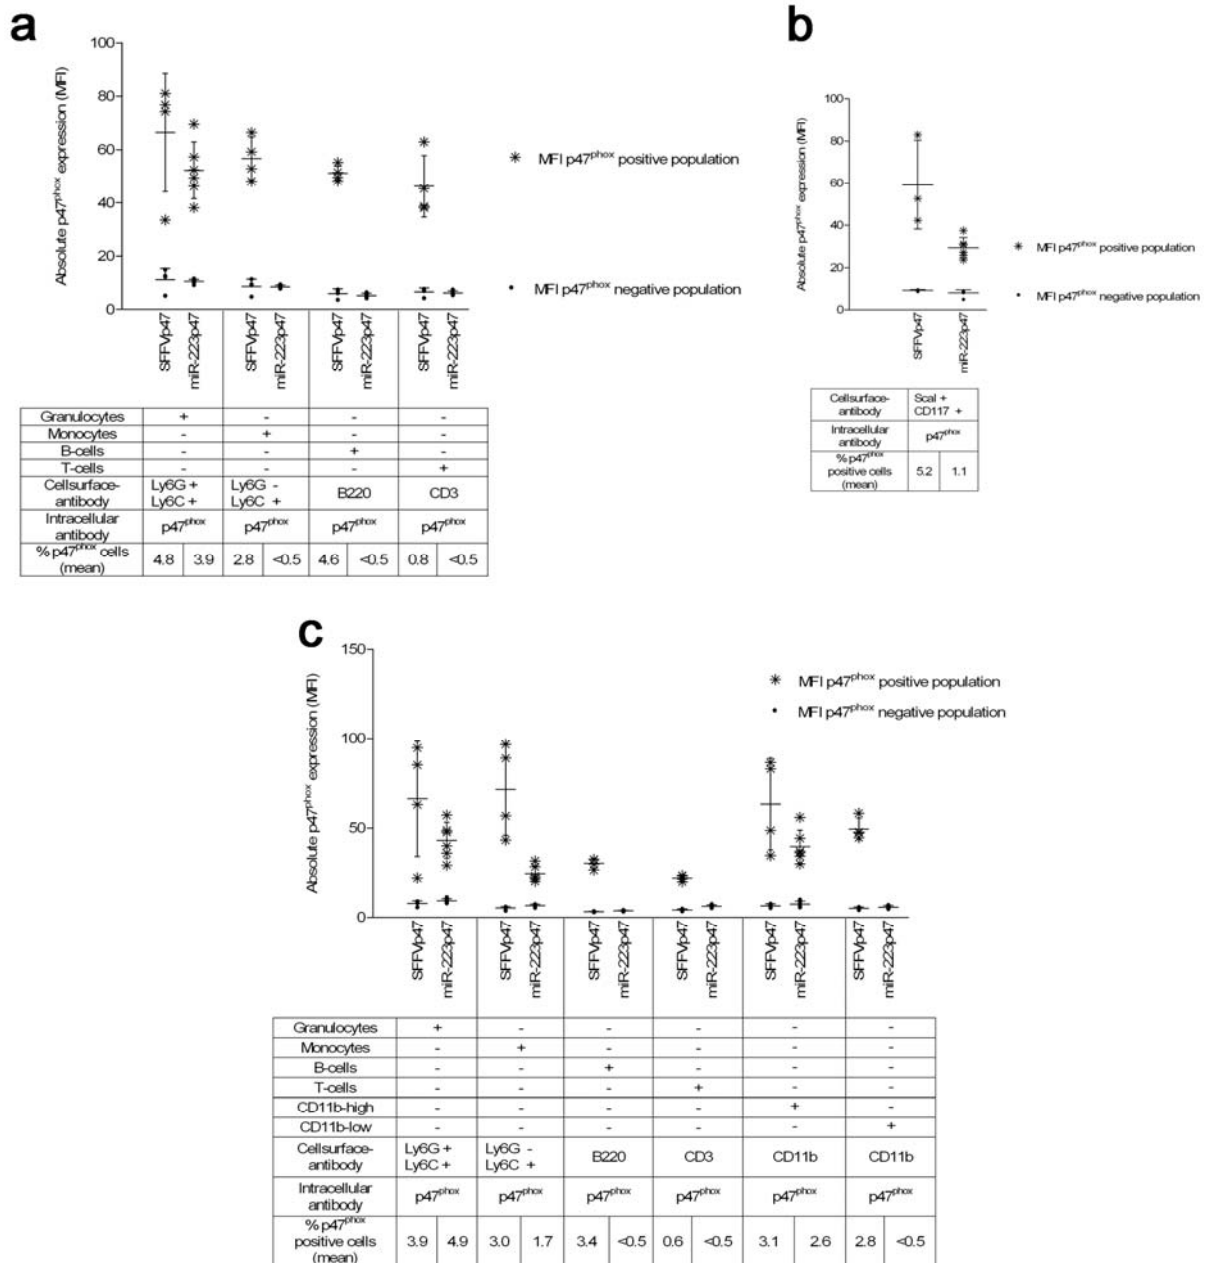 a
100
80
60
40
20
0
Absolute p47phox expression (MFI)
MFI p47phox positive population
MFI p47phox negative population
SFFVp47 miR-223p47 SFFVp47 miR-223p47 SFFVp47 miR-223p47 SFFVp47 miR-223p47
Granulocytes + - - -
Monocytes - + - -
B-cells - - + -
T-cells - - - +
Cellsurface-antibody Ly6G + Ly6C + Ly6G - Ly6C + B220 CD3
Intracellular antibody p47phox p47phox p47phox p47phox
% p47phox cells (mean) 4.8 3.9 2.8 <0.5 4.6 <0.5 0.8 <0.5
b
100
80
60
40
20
0
Absolute p47phox expression (MFI)
MFI p47phox positive population
MFI p47phox negative population
SFFVp47 miR-223p47
Cellsurface-antibody Scal + CD117 +
Intracellular antibody p47phox
% p47phox positive cells (mean) 5.2 1.1
c
150
100
50
0
Absolute p47phox expression (MFI)
MFI p47phox positive population
MFI p47phox negative population
SFFVp47 miR-223p47 SFFVp47 miR-223p47 SFFVp47 miR-223p47 SFFVp47 miR-223p47 SFFVp47 miR-223p47 SFFVp47 miR-223p47
Granulocytes + - - - - -
Monocytes - + - - - -
B-cells - - + - - -
T-cells - - - + - -
CD11b-high - - - - + -
CD11b-low - - - - - +
Cellsurface-antibody Ly6G + Ly6C + Ly6G - Ly6C + B220 CD3 CD11b CD11b
Intracellular antibody p47phox p47phox p47phox p47phox p47phox p47phox
% p47phox positive cells (mean) 3.9 4.9 3.0 1.7 3.4 <0.5 0.6 <0.5 3.1 2.6 2.8 <0.5